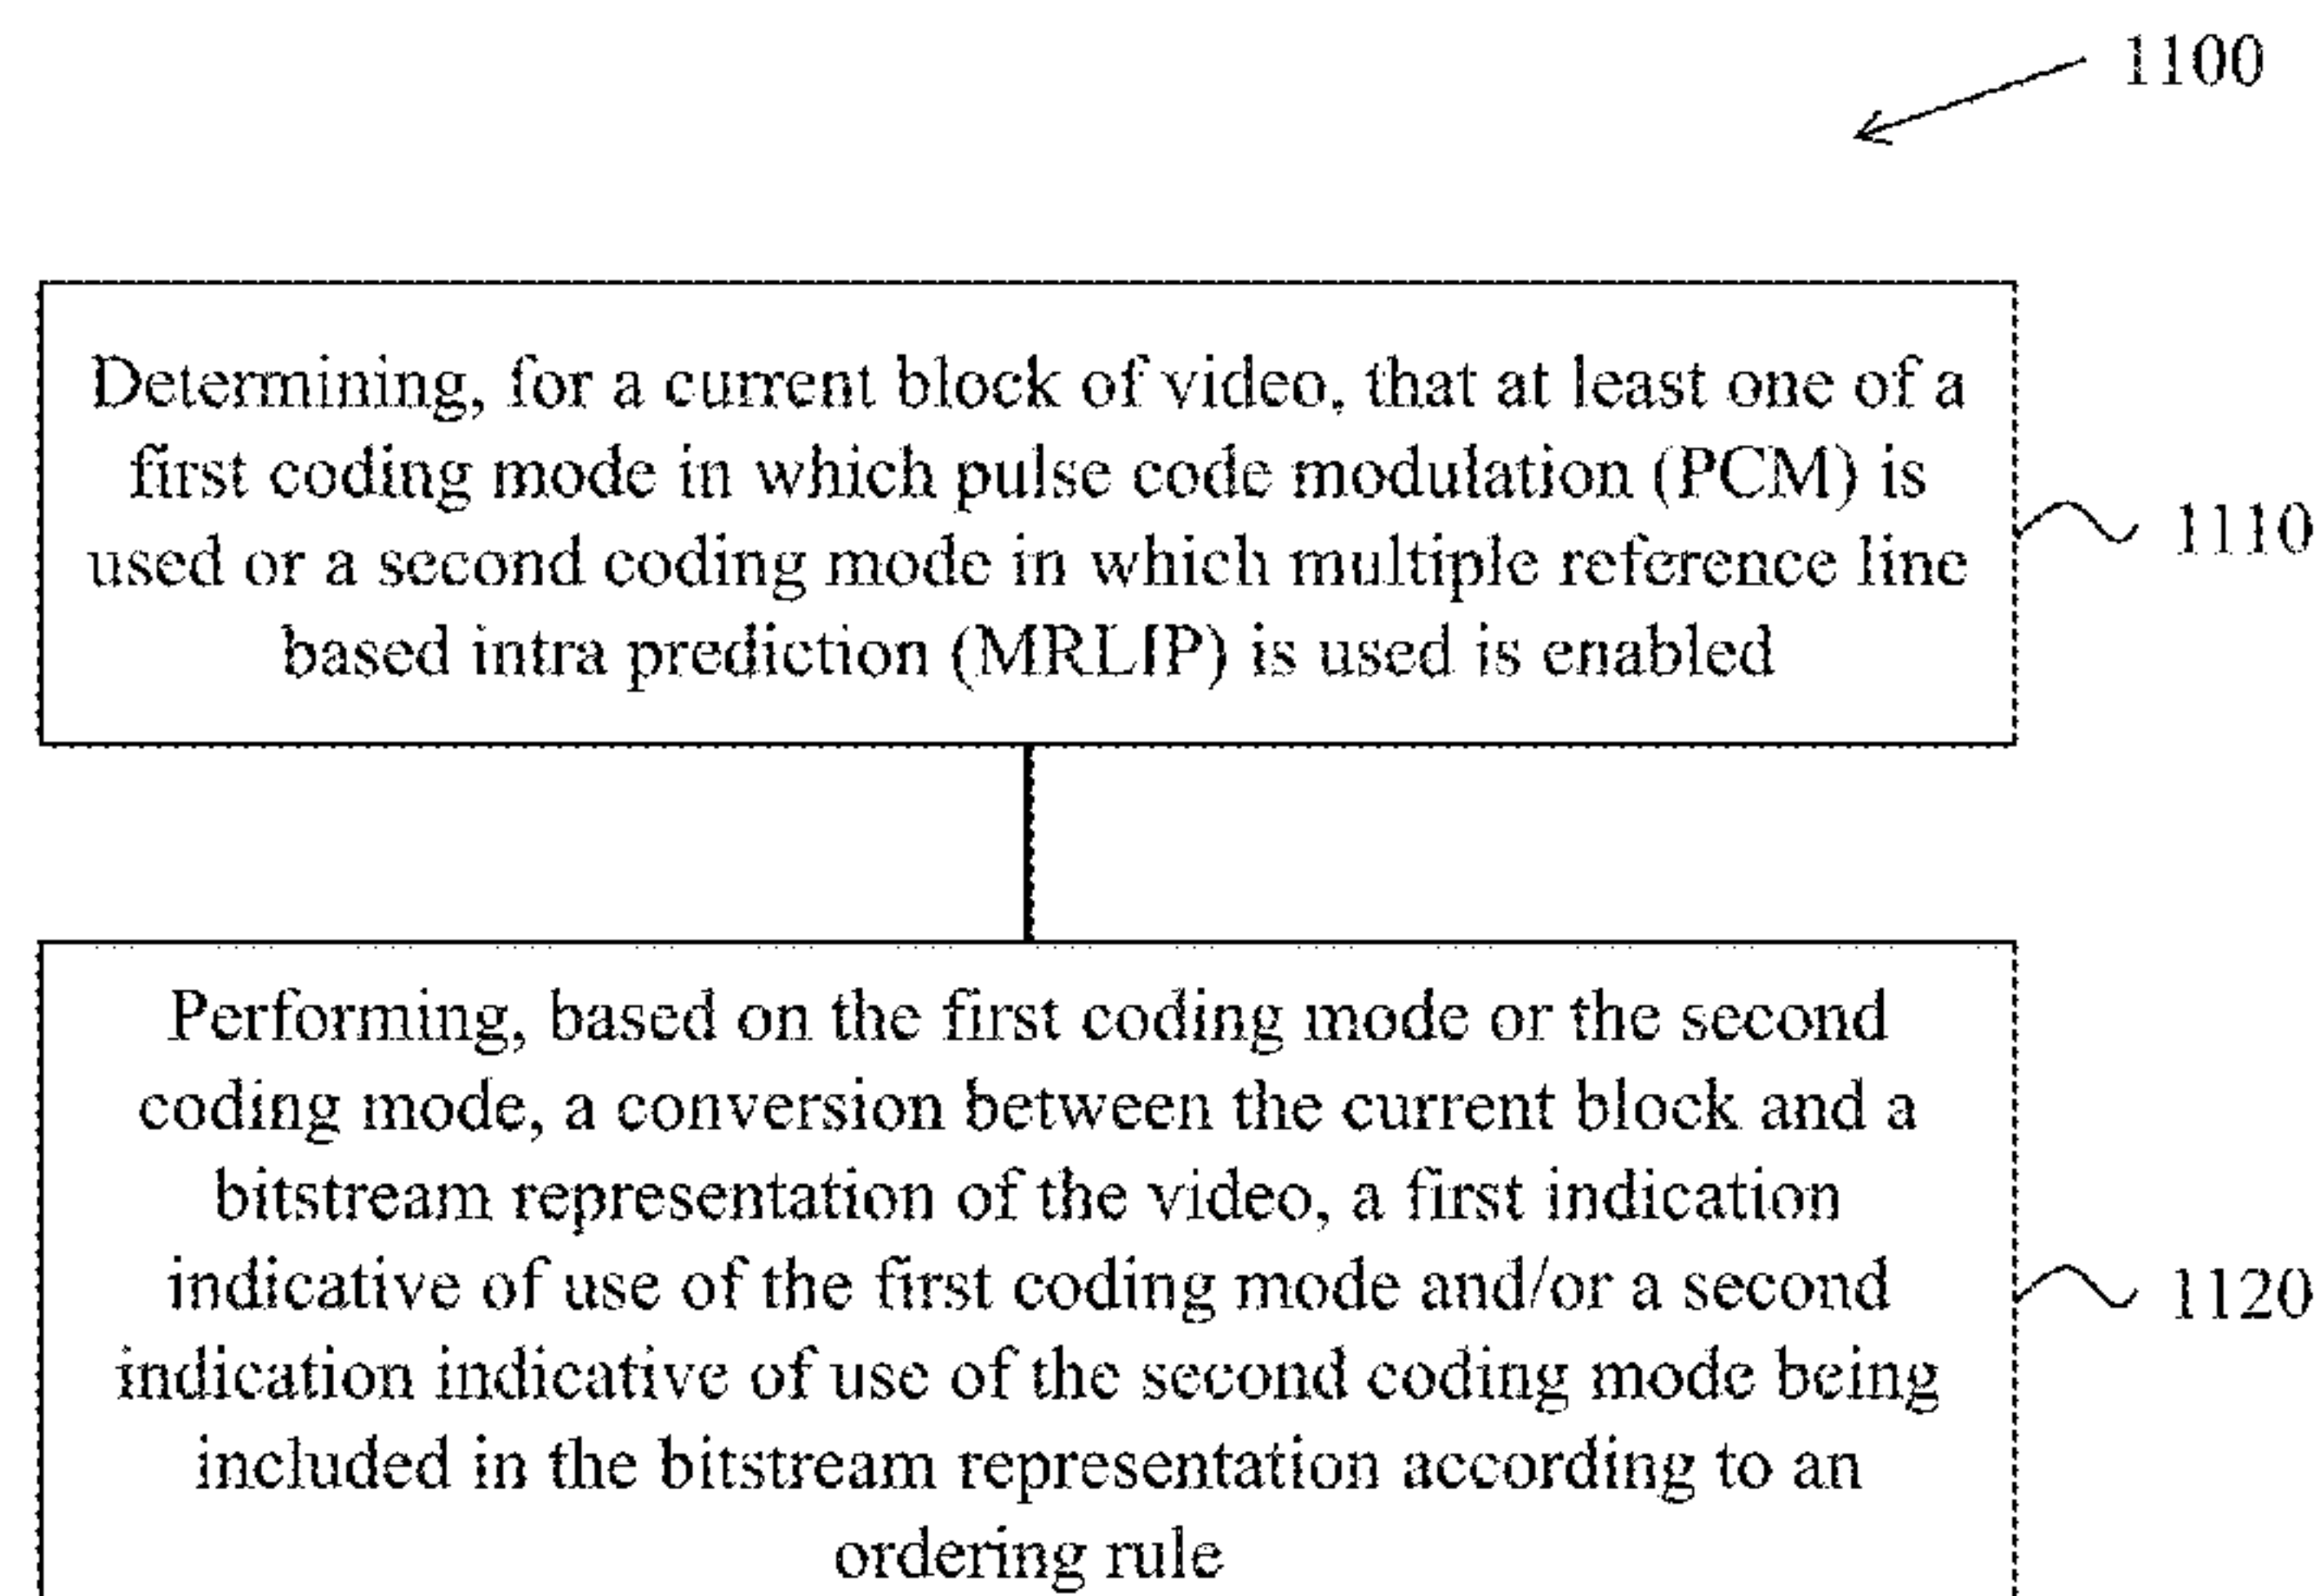 1100
Determining, for a current block of video, that at least one of a
first coding mode in which pulse code modulation (PCM) is
used or a second coding mode in which multiple reference line
based intra prediction (MRLIP) is used is enabled
1110
Performing, based on the first coding mode or the second
coding mode, a conversion between the current block and a
bitstream representation of the video, a first indication
indicative of use of the first coding mode and/or a second
indication indicative of use of the second coding mode being
included in the bitstream representation according to an
ordering rule
1120